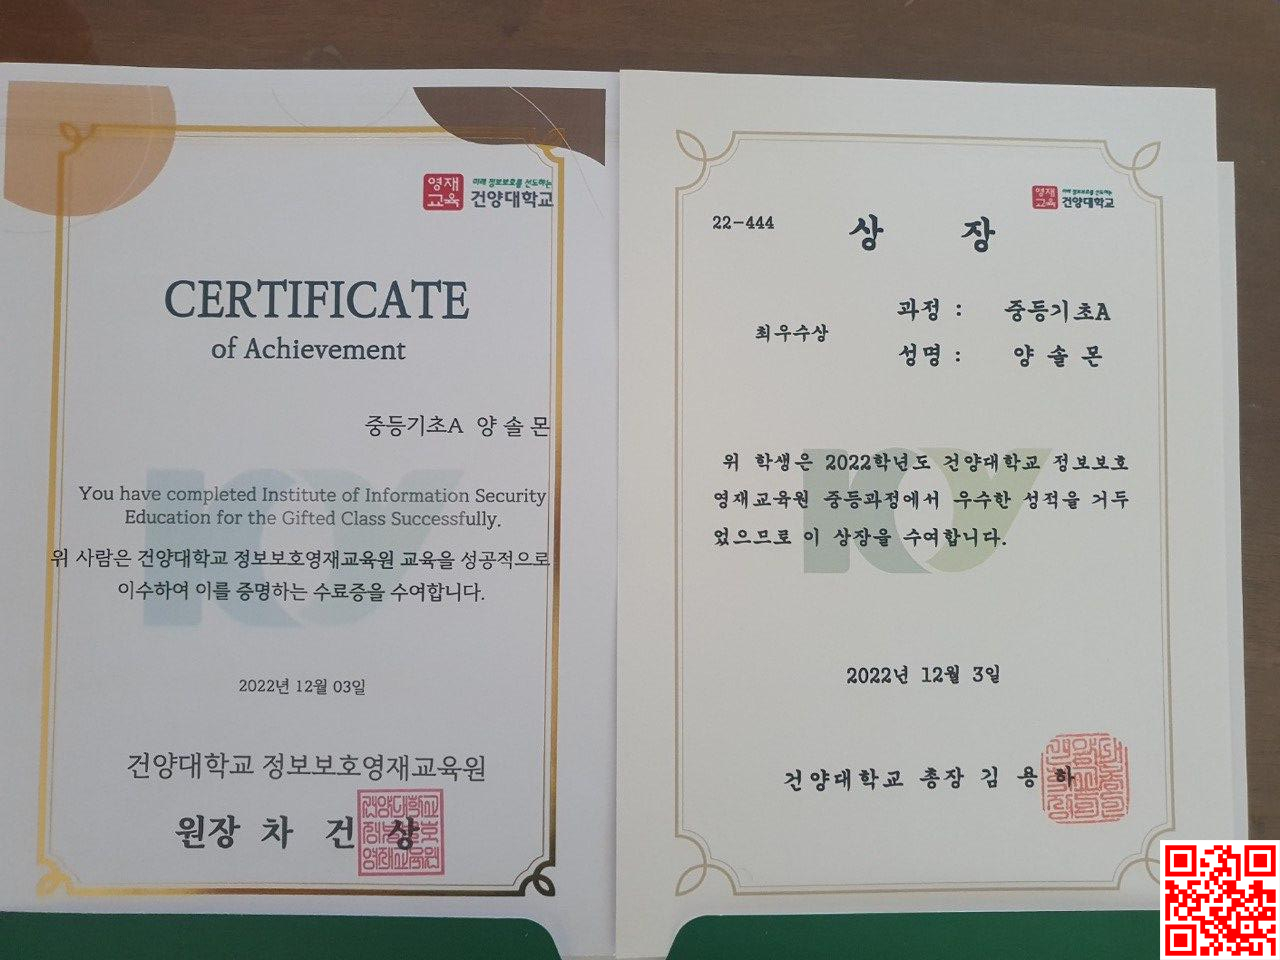 영재
교육
미래 정보보호를 선도하는
건양대학교
CERTIFICATE
of Achievement
중등기초A 양 솔 몬
You have completed Institute of Information Security
Education for the Gifted Class Successfully.
위 사람은 건양대학교 정보보호영재교육원 교육을 성공적으로
이수하여 이를 증명하는 수료증을 수여합니다.
2022년 12월 03일
건양대학교 정보보호영재교육원
원장 차 건 상
영재
교육
미래 정보보호를 선도하는
건양대학교
22-444
상 장
최우수상
과정 : 중등기초A
성명 : 양 솔 몬
위 학생은 2022학년도 건양대학교 정보보호
영재교육원 중등과정에서 우수한 성적을 거두
었으므로 이 상장을 수여합니다.
2022년 12월 3일
건양대학교 총장 김 용 하